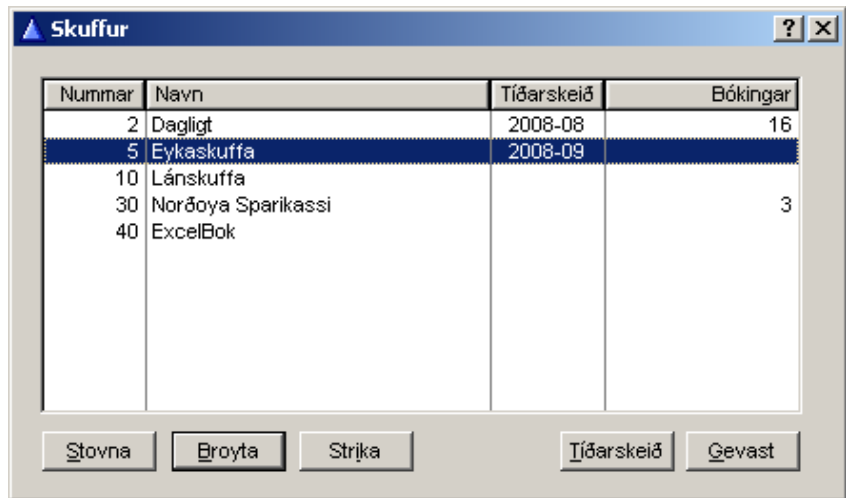 Skuffur
Nummar Navn Tíðarskeið Bókingar
2 Dagligt 2008-08 16
5 Eykaskuffa 2008-09
10 Lánskuffa
30 Norðoya Sparikassi 3
40 ExcelBok
Stovna Broyta Strika Tíðarskeið Gevast